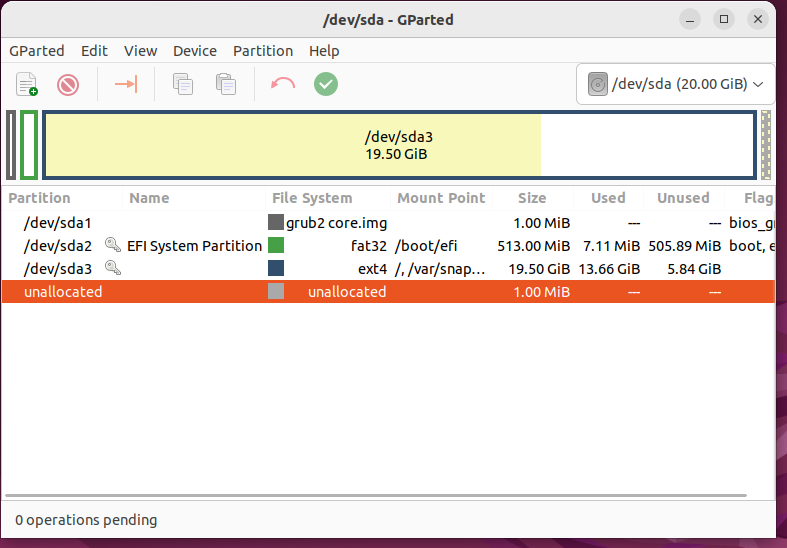 /dev/sda - GParted
GParted Edit View Device Partition Help
/dev/sda (20.00 GiB)
/dev/sda3
19.50 GiB
Partition Name File System Mount Point Size Used Unused Flag
/dev/sda1 grub2 core.img 1.00 MiB --- --- bios_g
/dev/sda2 EFI System Partition fat32 /boot/efi 513.00 MiB 7.11 MiB 505.89 MiB boot, e
/dev/sda3 ext4 /, /var/snap... 19.50 GiB 13.66 GiB 5.84 GiB
unallocated unallocated 1.00 MiB --- ---
0 operations pending